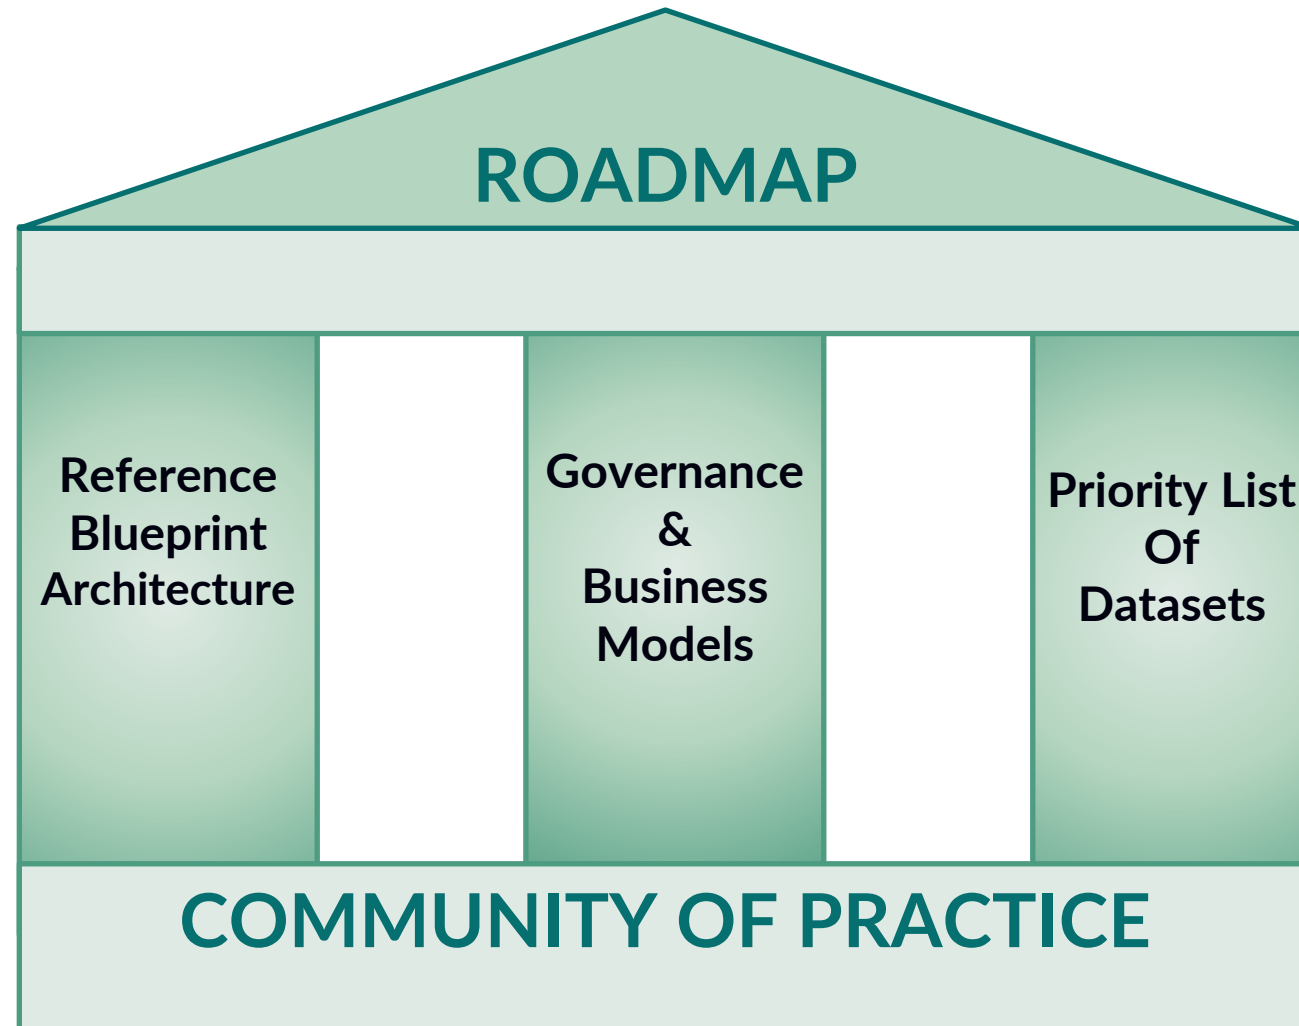 ROADMAP
Reference
Blueprint
Architecture
Governance
&
Business
Models
Priority List
Of
Datasets
COMMUNITY OF PRACTICE